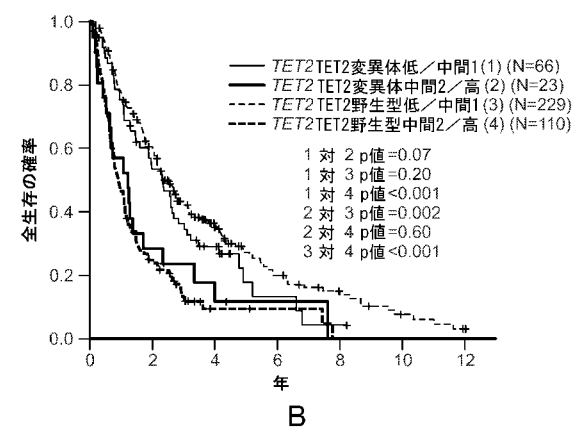 B
1.0
0.8
0.6
0.4
0.2
0.0
全生存の確率
TET2 TET2変異体低／中間1 (1) (N=66)
TET2 TET2変異体中間2／高 (2) (N=23)
TET2 TET2野生型低／中間1 (3) (N=229)
TET2 TET2野生型中間2／高 (4) (N=110)
1 対 2 p値=0.07
1 対 3 p値=0.20
1 対 4 p値<0.001
2 対 3 p値=0.002
2 対 4 p値=0.60
3 対 4 p値<0.001
0 2 4 6 8 10 12
年
B